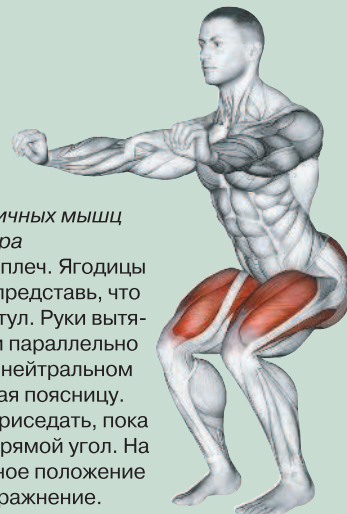 ичных мышц
ра
плеч. Ягодицы
представь, что
тул. Руки вытя-
и параллельно
нейтральном
ая поясницу.
риседать, пока
рямой угол. На
ное положение
ражнение.